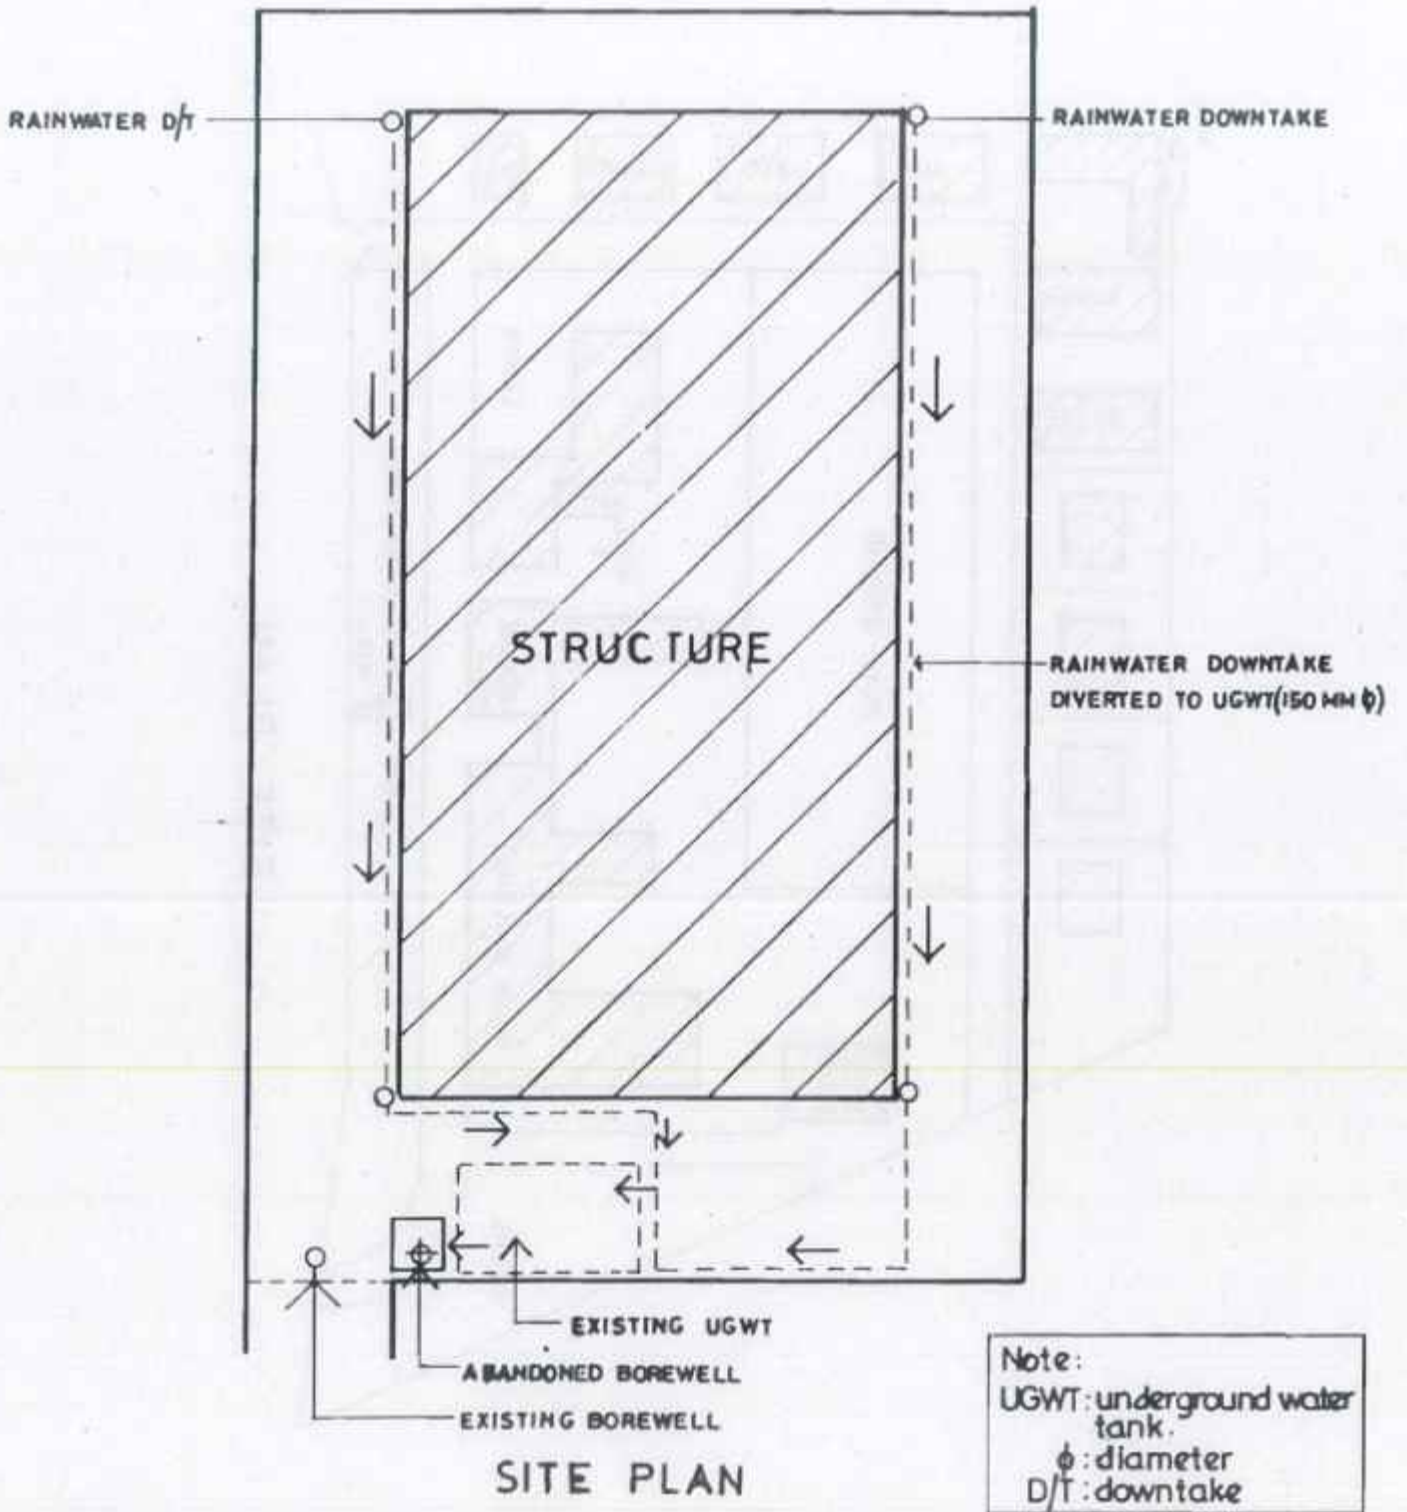 RAINWATER D/T
RAINWATER DOWNTAKE
STRUCTURE
RAINWATER DOWNTAKE
DIVERTED TO UGWT(150 MM ϕ)
EXISTING UGWT
ABANDONED BOREWELL
EXISTING BOREWELL
SITE PLAN
Note:
UGWT: underground water
tank.
ϕ: diameter
D/T: downtake